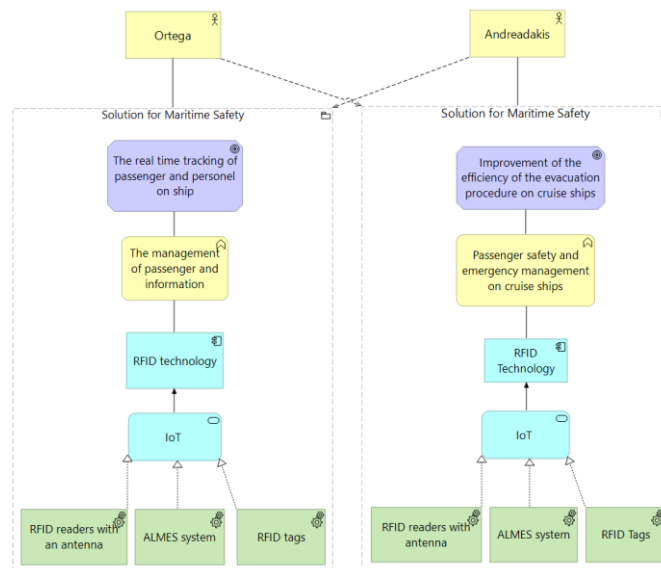 Ortega
Andreadakis
Solution for Maritime Safety
The real time tracking of
passenger and personel on
ship
The management
of passenger and
information
RFID technology
IoT
RFID readers with
an antenna
ALMES system
RFID tags
Solution for Maritime Safety
Improvement of the
efficiency of the evacuation
procedure on cruise ships
Passenger safety and
emergency management
on cruise ships
RFID
Technology
IoT
RFID readers with
antenna
ALMES system
RFID Tags